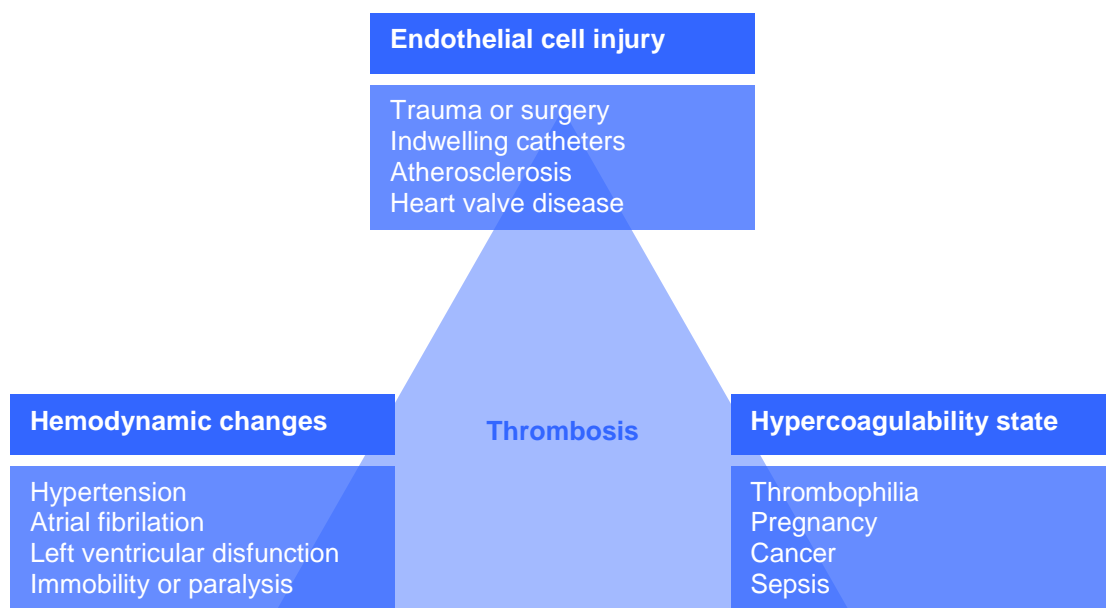 Endothelial cell injury
Trauma or surgery
Indwelling catheters
Atherosclerosis
Heart valve disease
Hemodynamic changes
Hypertension
Atrial fibrilation
Left ventricular disfunction
Immobility or paralysis
Thrombosis
Hypercoagulability state
Thrombophilia
Pregnancy
Cancer
Sepsis